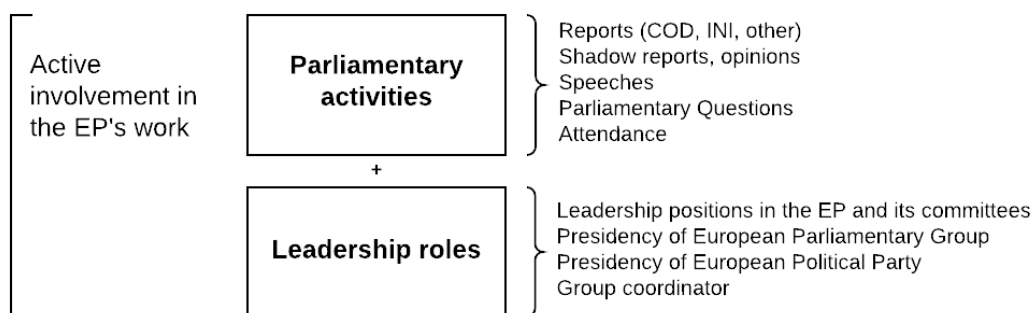 Active
involvement in
the EP's work
Parliamentary
activities
Reports (COD, INI, other)
Shadow reports, opinions
Speeches
Parliamentary Questions
Attendance
+
Leadership roles
Leadership positions in the EP and its committees
Presidency of European Parliamentary Group
Presidency of European Political Party
Group coordinator